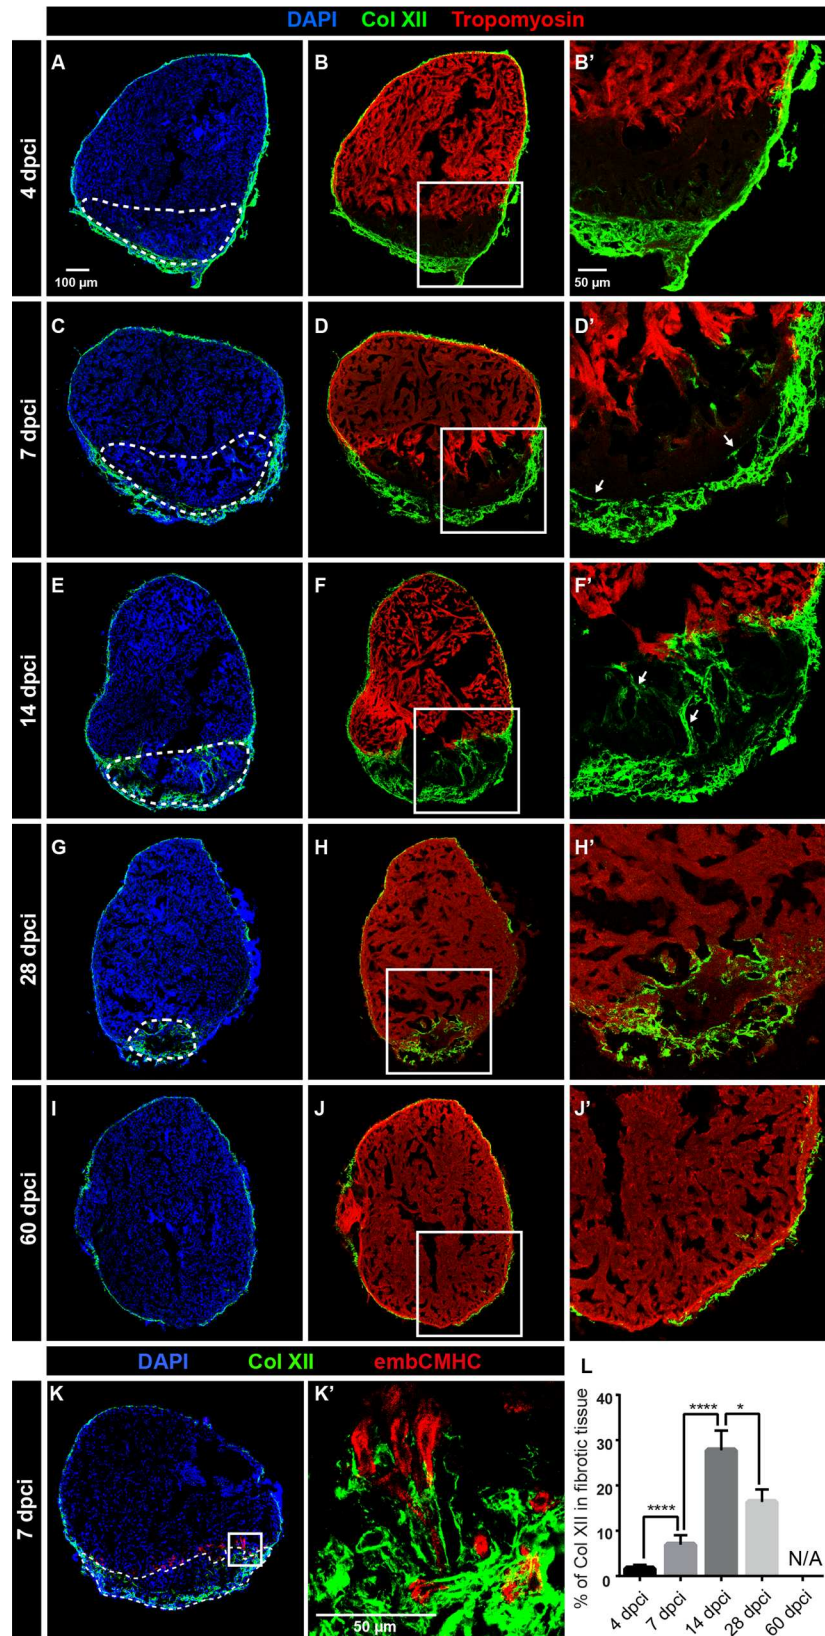 DAPI Col XII Tropomyosin
4 dpci
A
B
B'
100 µm
50 µm
7 dpci
C
D
D'
14 dpci
E
F
F'
28 dpci
G
H
H'
60 dpci
I
J
J'
DAPI Col XII embCMHC
7 dpci
K
K'
50 µm
L
% of Col XII in fibrotic tissue
40
30
20
10
0
****
****
*
N/A
4 dpci
7 dpci
14 dpci
28 dpci
60 dpci